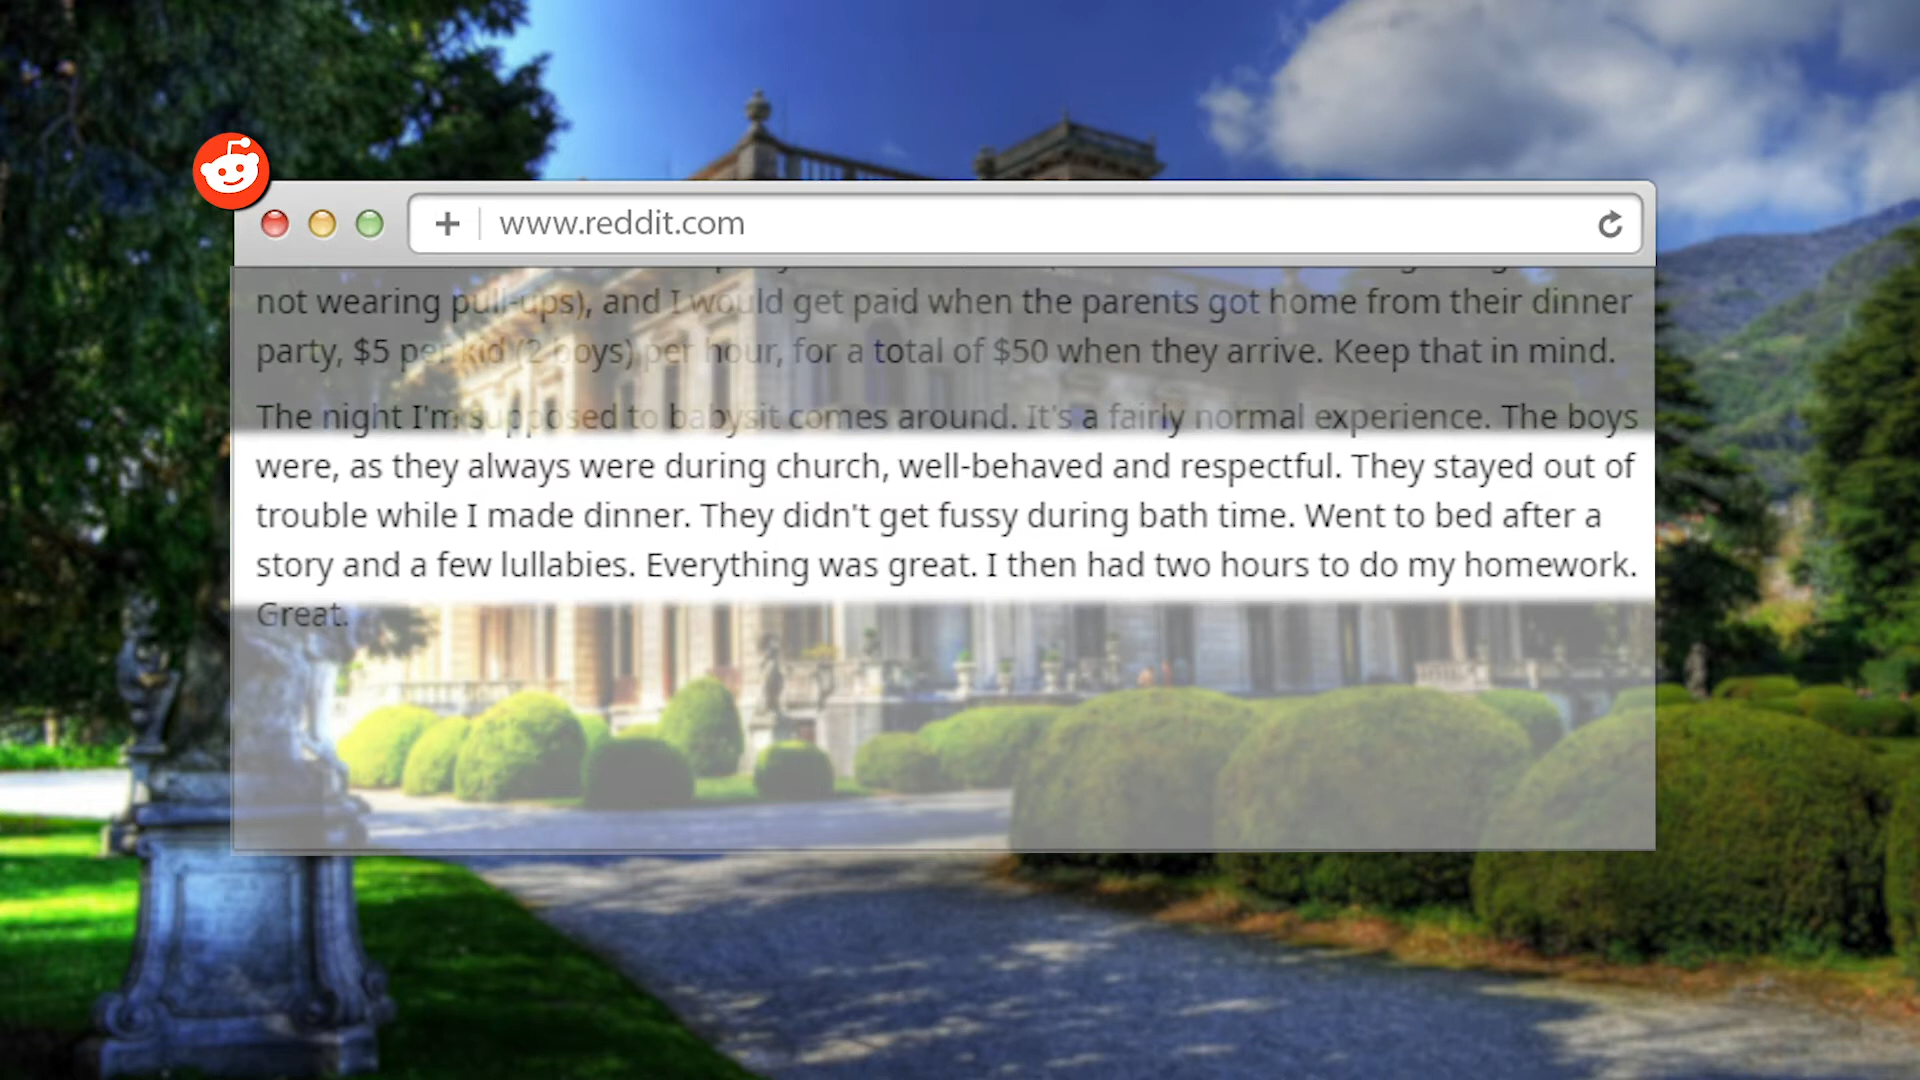 www.reddit.com
not wearing pull-ups), and I would get paid when the parents got home from their dinner
party, $5 per kid (2 boys) per hour, for a total of $50 when they arrive. Keep that in mind.
The night I'm supposed to babysit comes around. It's a fairly normal experience. The boys
were, as they always were during church, well-behaved and respectful. They stayed out of
trouble while I made dinner. They didn't get fussy during bath time. Went to bed after a
story and a few lullabies. Everything was great. I then had two hours to do my homework.
Great.